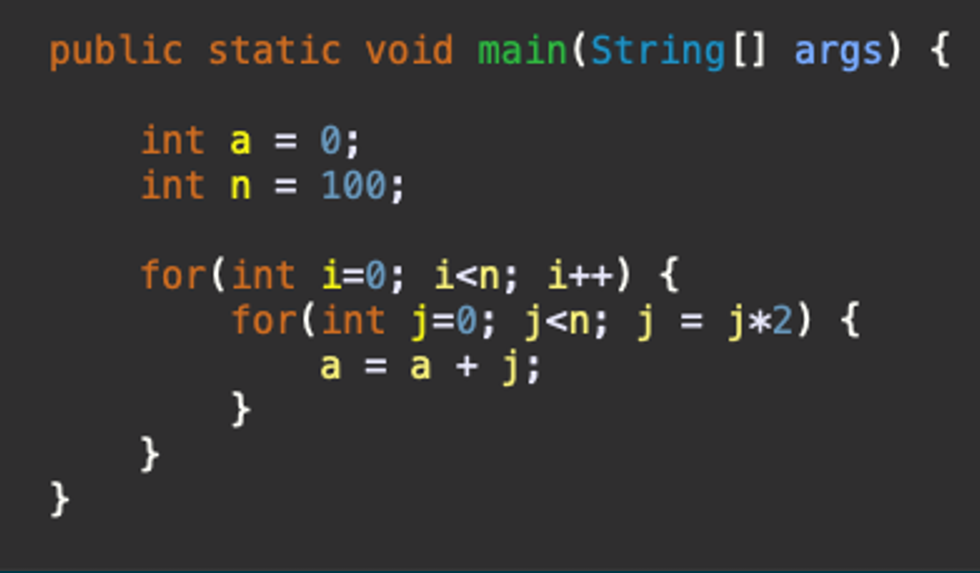 public static void main(String[] args) {
int a = 0;
int n = 100;
for(int i=0; i<n; i++) {
for(int j=0; j<n; j = j*2) {
a = a + j;
}
}
}